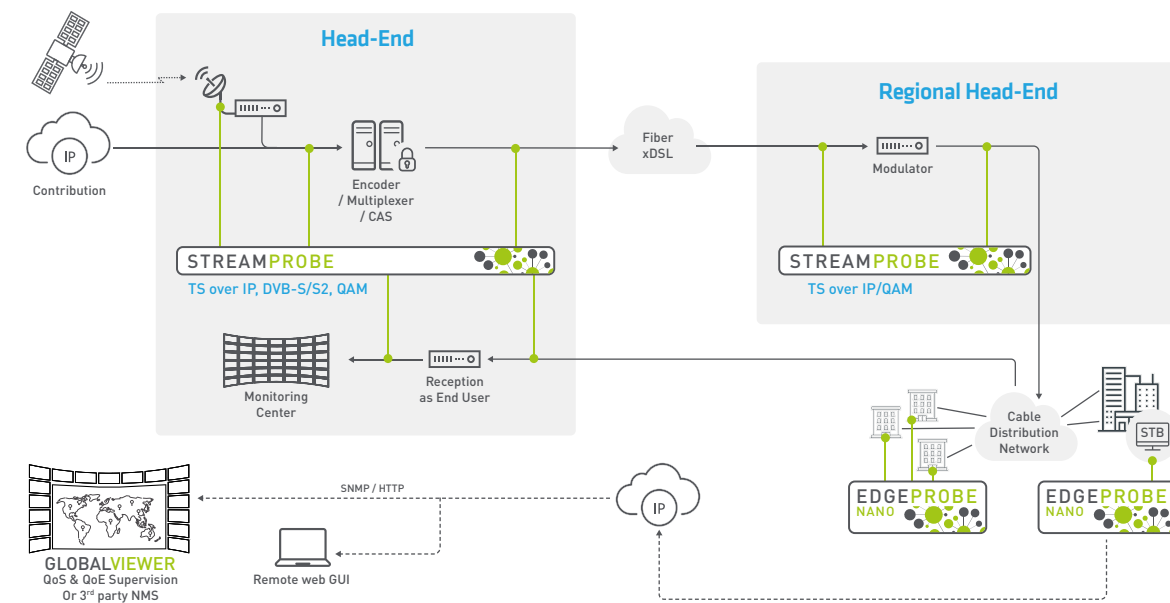 Head-End
IP
Contribution
Encoder
/ Multiplexer
/ CAS
Fiber
xDSL
Regional Head-End
Modulator
STREAMPROBE
TS over IP, DVB-S/S2, QAM
STREAMPROBE
TS over IP/QAM
Monitoring
Center
Reception
as End User
Cable
Distribution
Network
STB
EDGEPROBE
NANO
EDGEPROBE
NANO
SNMP / HTTP
IP
GLOBALVIEWER
QoS & QoE Supervision
Or 3rd party NMS
Remote web GUI